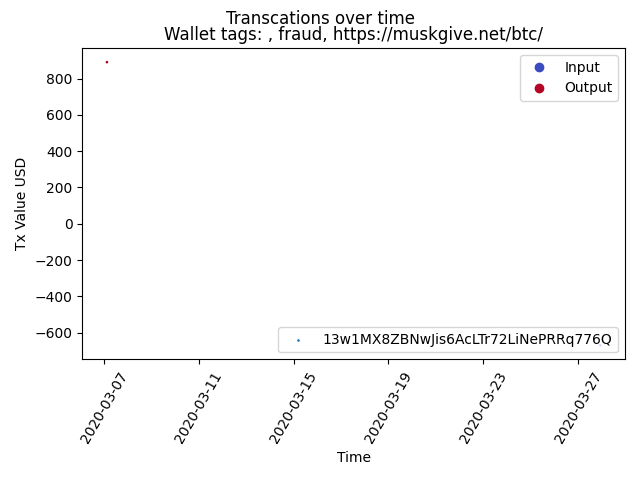 Transcations over time
Wallet tags: , fraud, https://muskgive.net/btc/
Input
Output
800
600
400
200
0
−200
−400
−600
Tx Value USD
13w1MX8ZBNwJis6AcLTr72LiNePRRq776Q
2020-03-07
2020-03-11
2020-03-15
2020-03-19
2020-03-23
2020-03-27
Time